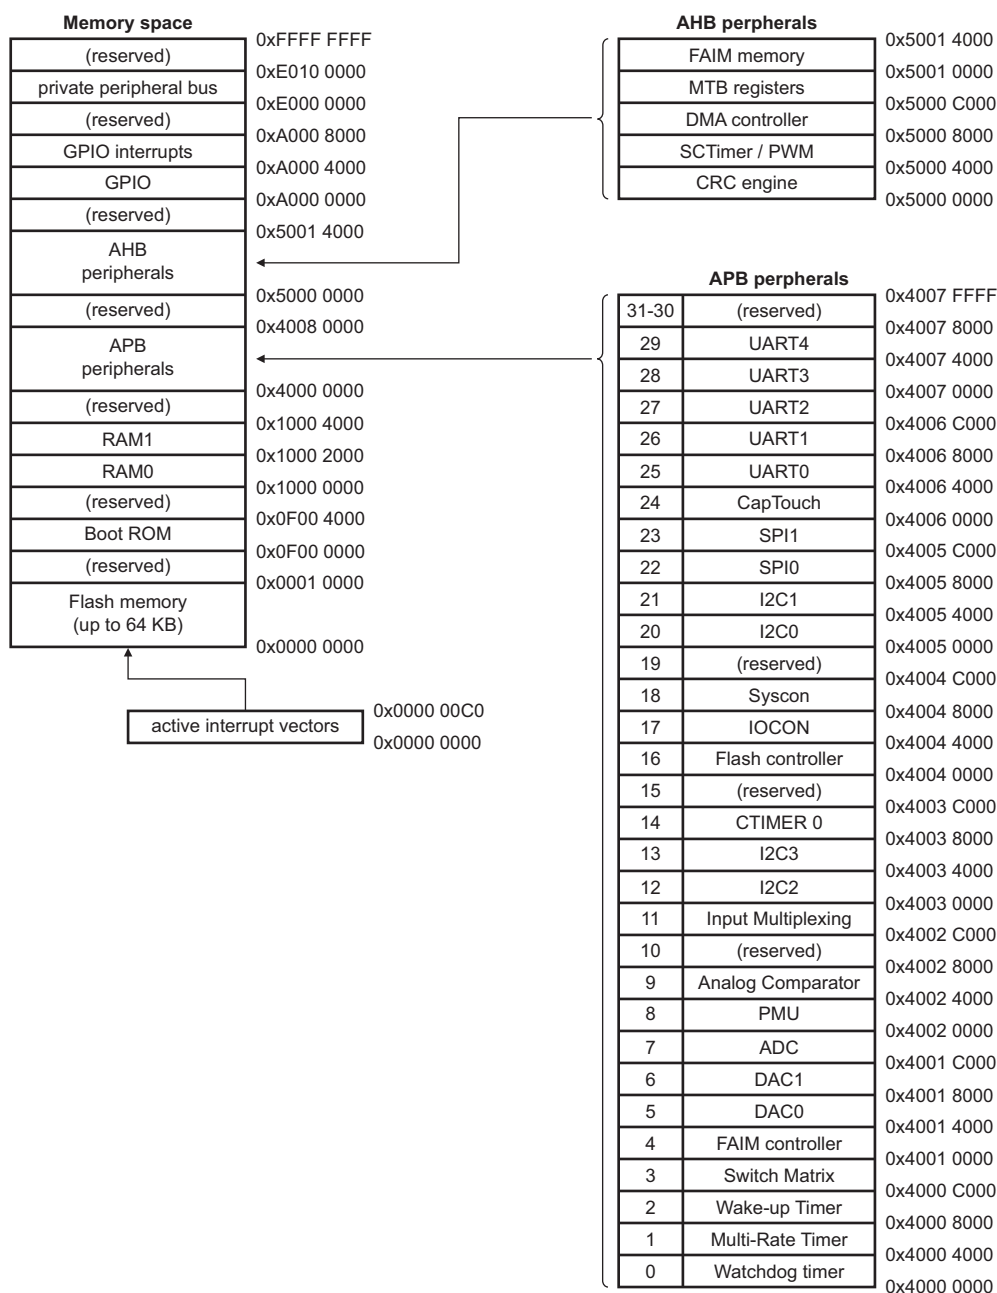 Memory space
0xFFFF FFFF
(reserved)
0xE010 0000
private peripheral bus
0xE000 0000
(reserved)
0xA000 8000
GPIO interrupts
0xA000 4000
GPIO
0xA000 0000
(reserved)
0x5001 4000
AHB
peripherals
0x5000 0000
(reserved)
0x4008 0000
APB
peripherals
0x4000 0000
(reserved)
0x1000 4000
RAM1
0x1000 2000
RAM0
0x1000 0000
(reserved)
0x0F00 4000
Boot ROM
0x0F00 0000
(reserved)
0x0001 0000
Flash memory
(up to 64 KB)
0x0000 0000
0x0000 00C0
active interrupt vectors
0x0000 0000
AHB perpherals
0x5001 4000
FAIM memory
0x5001 0000
MTB registers
0x5000 C000
DMA controller
0x5000 8000
SCTimer / PWM
0x5000 4000
CRC engine
0x5000 0000
APB perpherals
0x4007 FFFF
31-30 (reserved)
0x4007 8000
29 UART4
0x4007 4000
28 UART3
0x4007 0000
27 UART2
0x4006 C000
26 UART1
0x4006 8000
25 UART0
0x4006 4000
24 CapTouch
0x4006 0000
23 SPI1
0x4005 C000
22 SPI0
0x4005 8000
21 I2C1
0x4005 4000
20 I2C0
0x4005 0000
19 (reserved)
0x4004 C000
18 Syscon
0x4004 8000
17 IOCON
0x4004 4000
16 Flash controller
0x4004 0000
15 (reserved)
0x4003 C000
14 CTIMER 0
0x4003 8000
13 I2C3
0x4003 4000
12 I2C2
0x4003 0000
11 Input Multiplexing
0x4002 C000
10 (reserved)
0x4002 8000
9 Analog Comparator
0x4002 4000
8 PMU
0x4002 0000
7 ADC
0x4001 C000
6 DAC1
0x4001 8000
5 DAC0
0x4001 4000
4 FAIM controller
0x4001 0000
3 Switch Matrix
0x4000 C000
2 Wake-up Timer
0x4000 8000
1 Multi-Rate Timer
0x4000 4000
0 Watchdog timer
0x4000 0000